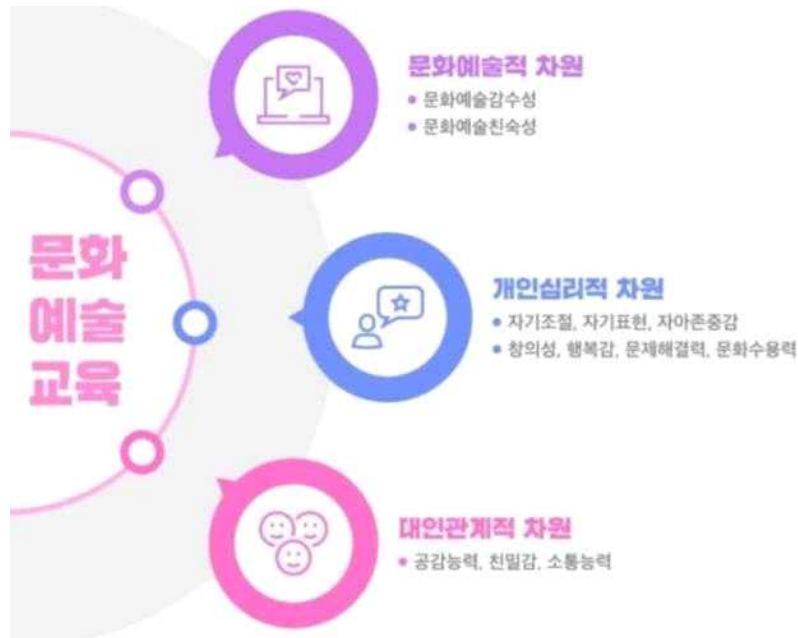 문화
예술
교육
문화예술적 차원
• 문화예술감수성
• 문화예술친숙성
개인심리적 차원
• 자기조절, 자기표현, 자아존중감
• 창의성, 행복감, 문제해결력, 문화수용력
대인관계적 차원
• 공감능력, 친밀감, 소통능력